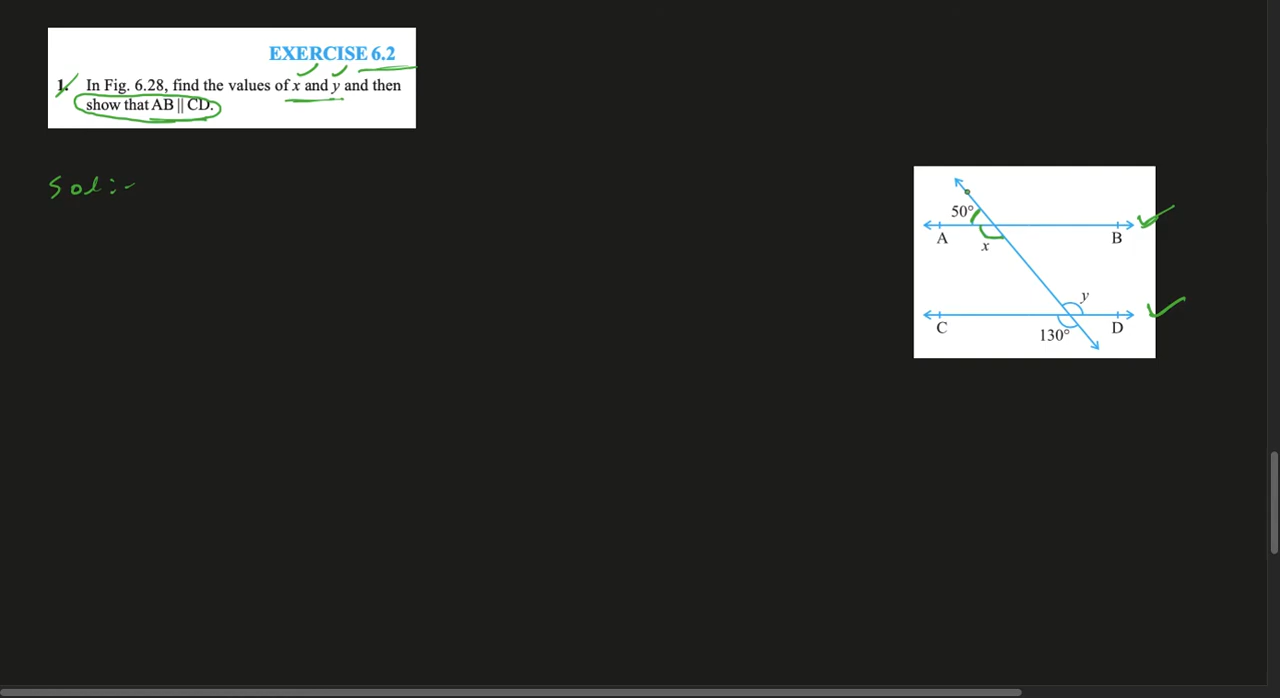 EXERCISE 6.2
1. In Fig. 6.28, find the values of x and y and then
show that AB || CD.
Sol:-
50°
A
B
x
y
C
D
130°